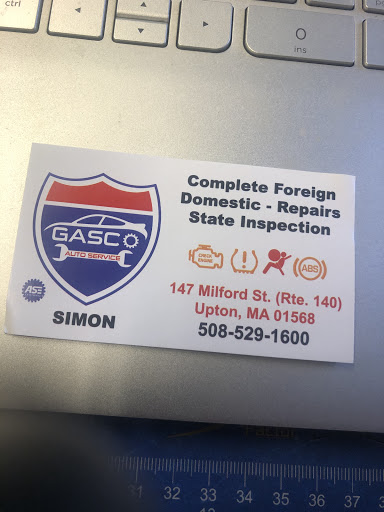 ctrl
0
ins
Complete Foreign
Domestic - Repairs
State Inspection
GASCO
AUTO SERVICE
CHECK
ENGINE
ABS
147 Milford St. (Rte. 140)
Upton, MA 01568
508-529-1600
ASE
SIMON
31 32 33 34 35 36 37